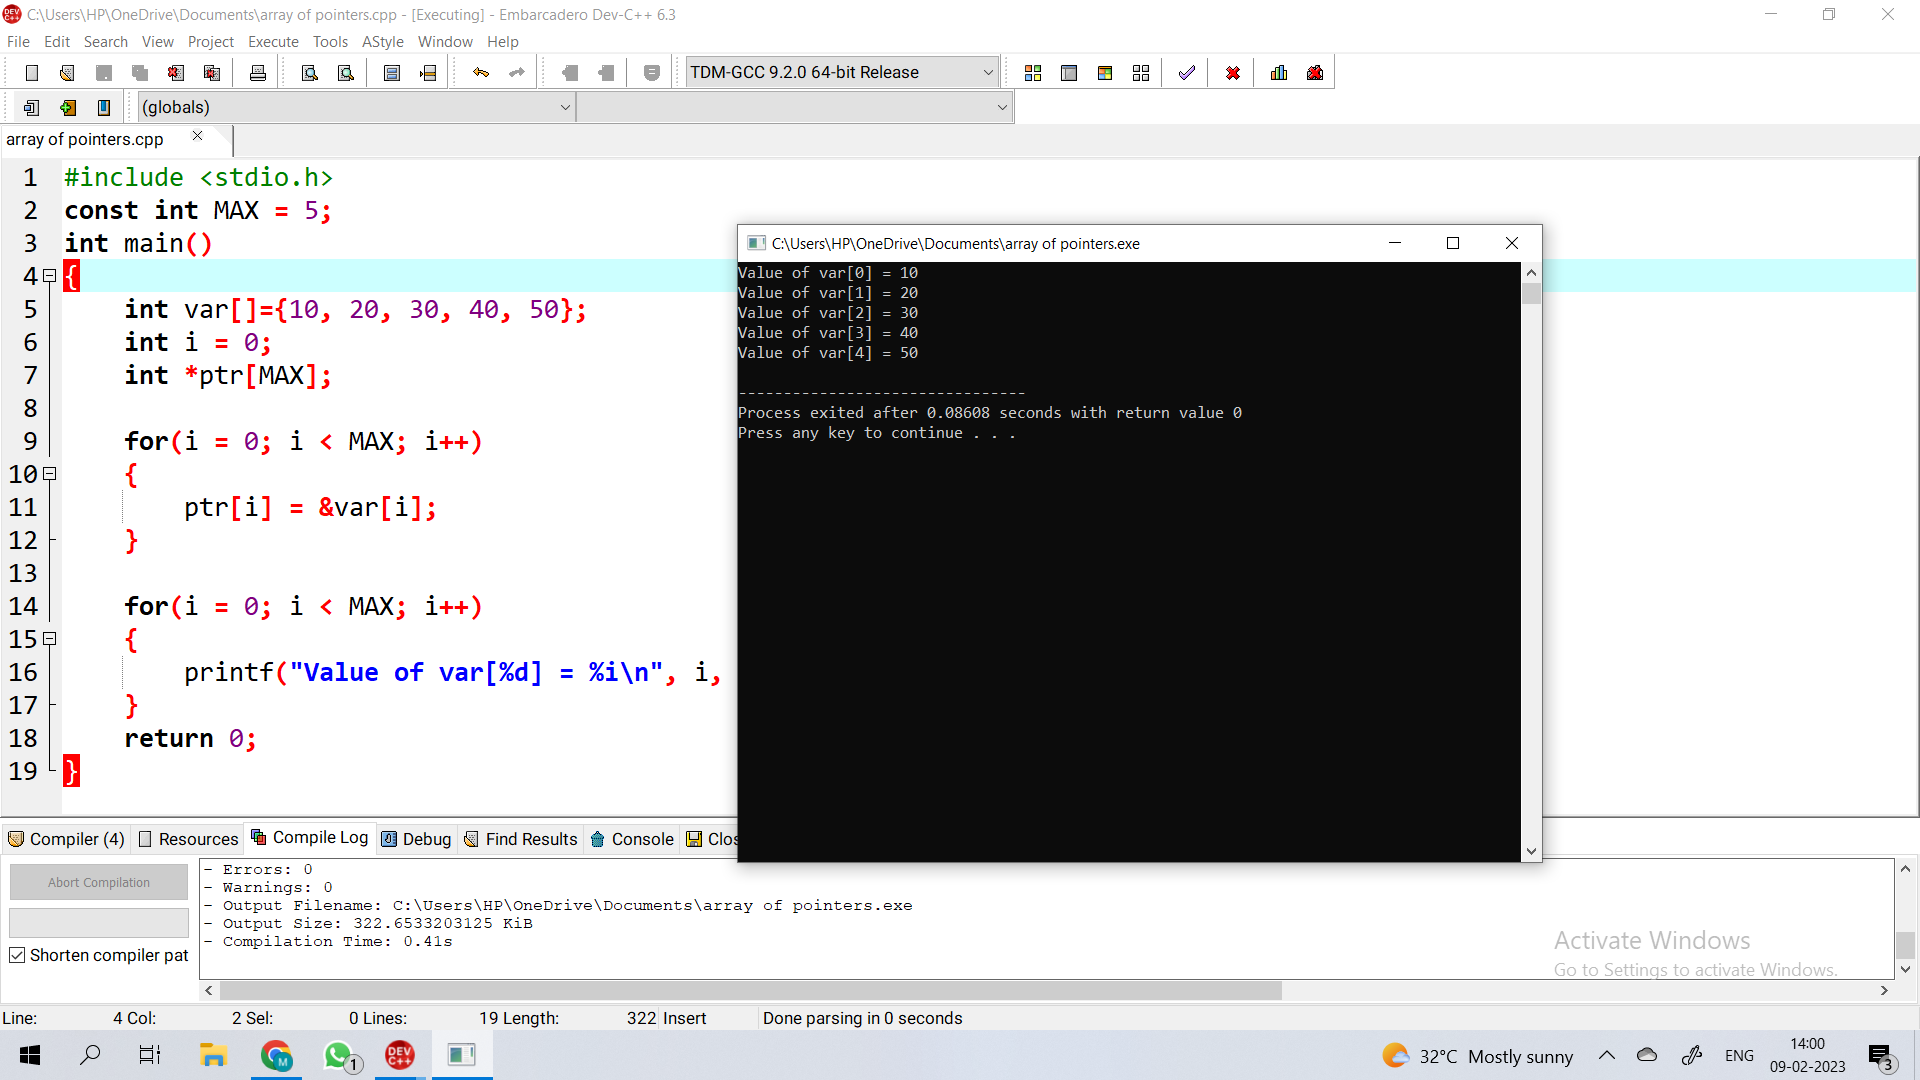 C:\Users\HP\OneDrive\Documents\array of pointers.cpp - [Executing] - Embarcadero Dev-C++ 6.3
File Edit Search View Project Execute Tools AStyle Window Help
TDM-GCC 9.2.0 64-bit Release
(globals)
array of pointers.cpp
1 #include <stdio.h>
2 const int MAX = 5;
3 int main()
4 {
5 int var[]={10, 20, 30, 40, 50};
6 int i = 0;
7 int *ptr[MAX];
8
9 for(i = 0; i < MAX; i++)
10 {
11 ptr[i] = &var[i];
12 }
13
14 for(i = 0; i < MAX; i++)
15 {
16 printf("Value of var[%d] = %i\n", i,
17 }
18 return 0;
19 }
C:\Users\HP\OneDrive\Documents\array of pointers.exe
Value of var[0] = 10
Value of var[1] = 20
Value of var[2] = 30
Value of var[3] = 40
Value of var[4] = 50
--------------------------------
Process exited after 0.08608 seconds with return value 0
Press any key to continue . . .
Compiler (4) Resources Compile Log Debug Find Results Console Clos
Abort Compilation
Shorten compiler pat
- Errors: 0
- Warnings: 0
- Output Filename: C:\Users\HP\OneDrive\Documents\array of pointers.exe
- Output Size: 322.6533203125 KiB
- Compilation Time: 0.41s
Activate Windows
Go to Settings to activate Windows.
Line: 4 Col: 2 Sel: 0 Lines: 19 Length: 322 Insert Done parsing in 0 seconds
M
1
DEV C++
32°C Mostly sunny
ENG
14:00
09-02-2023
3